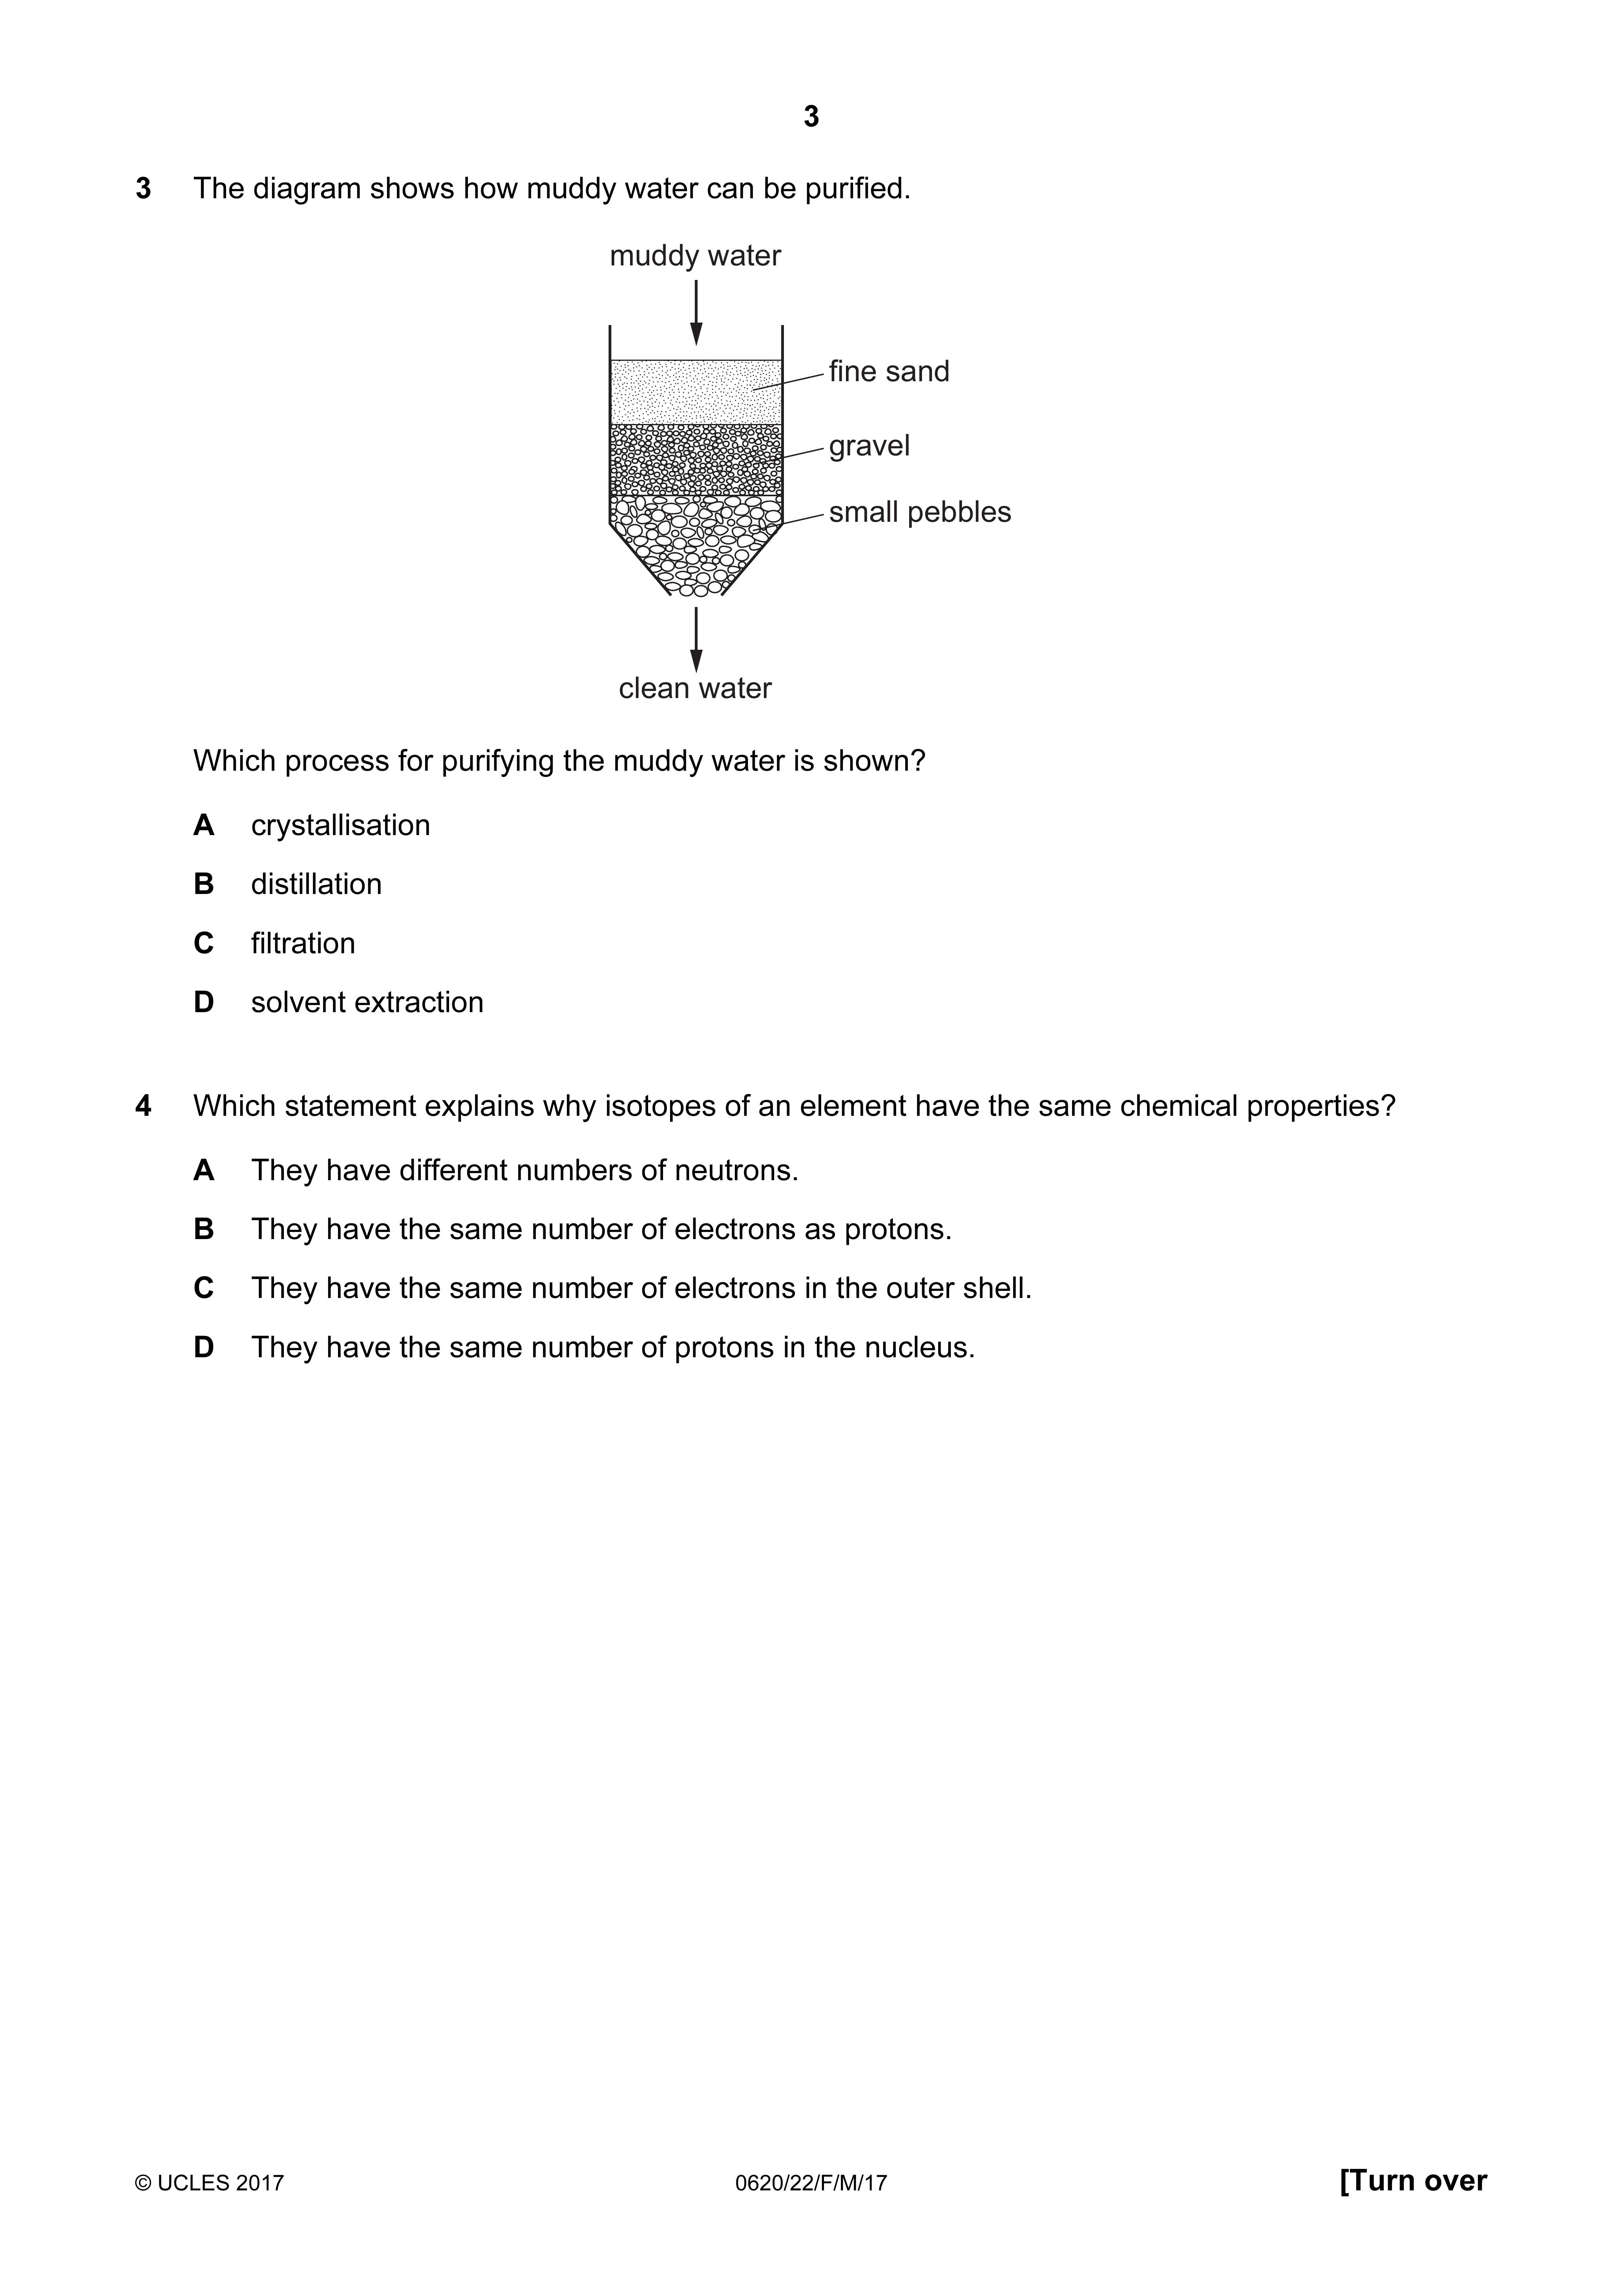 3
3 The diagram shows how muddy water can be purified.
muddy water
fine sand
gravel
small pebbles
clean water
Which process for purifying the muddy water is shown?
A crystallisation
B distillation
C filtration
D solvent extraction
4 Which statement explains why isotopes of an element have the same chemical properties?
A They have different numbers of neutrons.
B They have the same number of electrons as protons.
C They have the same number of electrons in the outer shell.
D They have the same number of protons in the nucleus.
© UCLES 2017 0620/22/F/M/17 [Turn over